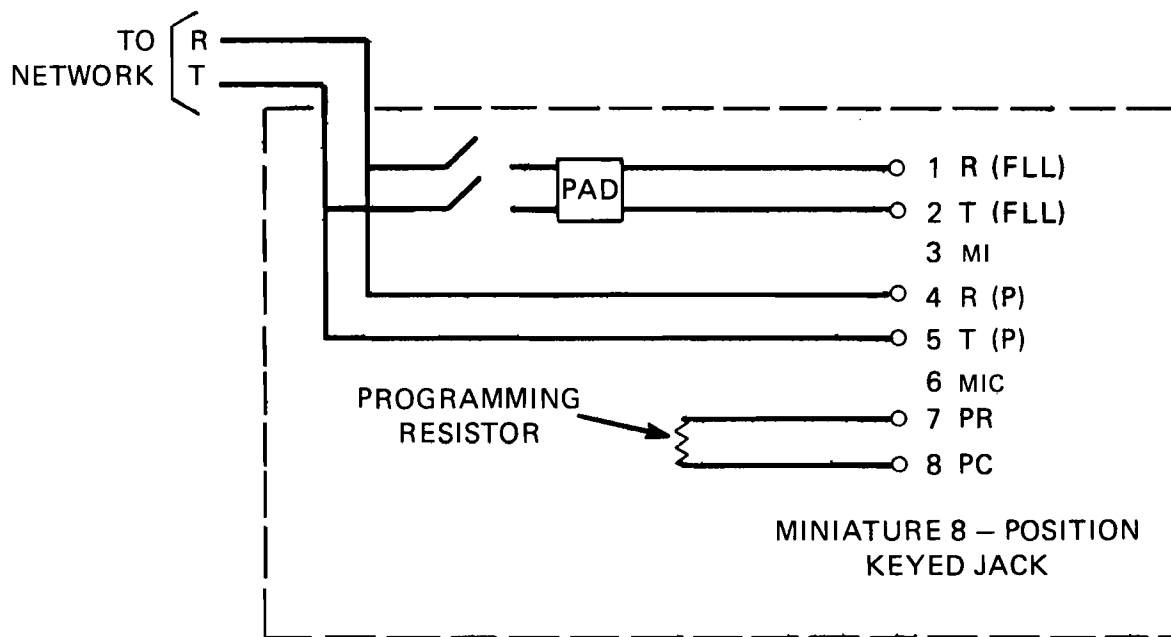 TO NETWORK
R
T
PAD
1 R (FLL)
2 T (FLL)
3 MI
4 R (P)
5 T (P)
6 MIC
7 PR
8 PC
PROGRAMMING
RESISTOR
MINIATURE 8 – POSITION
KEYED JACK